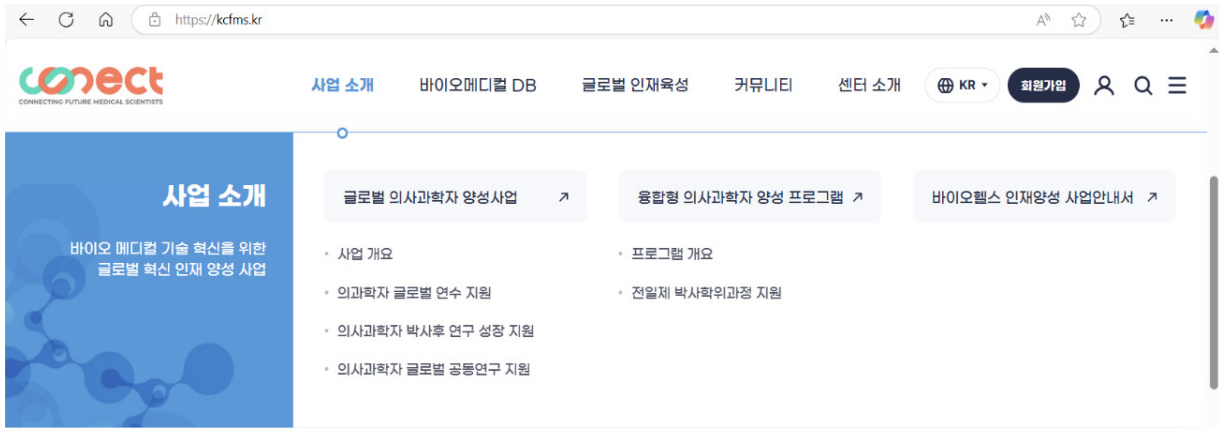 https://kcfms.kr
connect
CONNECTING FUTURE MEDICAL SCIENTISTS
사업 소개
바이오메디컬 DB
글로벌 인재육성
커뮤니티
센터 소개
KR
회원가입
사업 소개
바이오 메디컬 기술 혁신을 위한
글로벌 혁신 인재 양성 사업
글로벌 의사과학자 양성사업
사업 개요
의과학자 글로벌 연수 지원
의사과학자 박사후 연구 성장 지원
의사과학자 글로벌 공동연구 지원
융합형 의사과학자 양성 프로그램
프로그램 개요
전일제 박사학위과정 지원
바이오헬스 인재양성 사업안내서